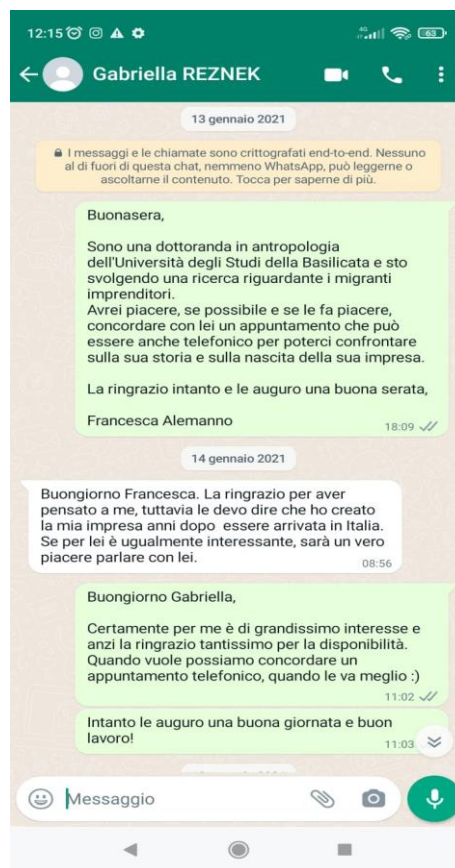 12:15
4G
63
Gabriella REZNEK
13 gennaio 2021
I messaggi e le chiamate sono crittografati end-to-end. Nessuno
al di fuori di questa chat, nemmeno WhatsApp, può leggerne o
ascoltarne il contenuto. Tocca per saperne di più.
Buonasera,
Sono una dottoranda in antropologia
dell'Università degli Studi della Basilicata e sto
svolgendo una ricerca riguardante i migranti
imprenditori.
Avrei piacere, se possibile e se le fa piacere,
concordare con lei un appuntamento che può
essere anche telefonico per poterci confrontare
sulla sua storia e sulla nascita della sua impresa.
La ringrazio intanto e le auguro una buona serata,
Francesca Alemanno
18:09
14 gennaio 2021
Buongiorno Francesca. La ringrazio per aver
pensato a me, tuttavia le devo dire che ho creato
la mia impresa anni dopo essere arrivata in Italia.
Se per lei è ugualmente interessante, sarà un vero
piacere parlare con lei.
08:56
Buongiorno Gabriella,
Certamente per me è di grandissimo interesse e
anzi la ringrazio tantissimo per la disponibilità.
Quando vuole possiamo concordare un
appuntamento telefonico, quando le va meglio :)
11:02
Intanto le auguro una buona giornata e buon
lavoro!
11:03
Messaggio